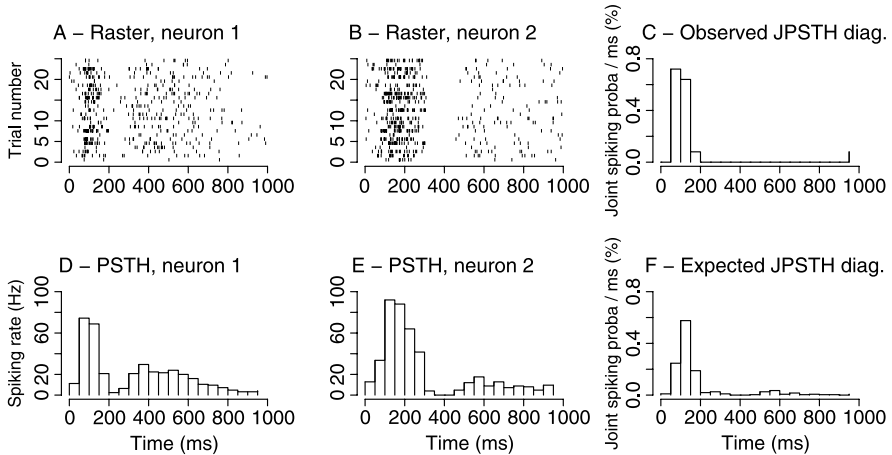 A – Raster, neuron 1
Trial number
0 5 10 20
0 200 400 600 800 1000
B – Raster, neuron 2
0 5 10 20
0 200 400 600 800 1000
C – Observed JPSTH diag.
Joint spiking proba / ms (%)
0.0 0.4 0.8
0 200 400 600 800 1000
D – PSTH, neuron 1
Spiking rate (Hz)
0 20 60 100
0 200 400 600 800 1000
Time (ms)
E – PSTH, neuron 2
0 20 60 100
0 200 400 600 800 1000
Time (ms)
F – Expected JPSTH diag.
Joint spiking proba / ms (%)
0.0 0.4 0.8
0 200 400 600 800 1000
Time (ms)